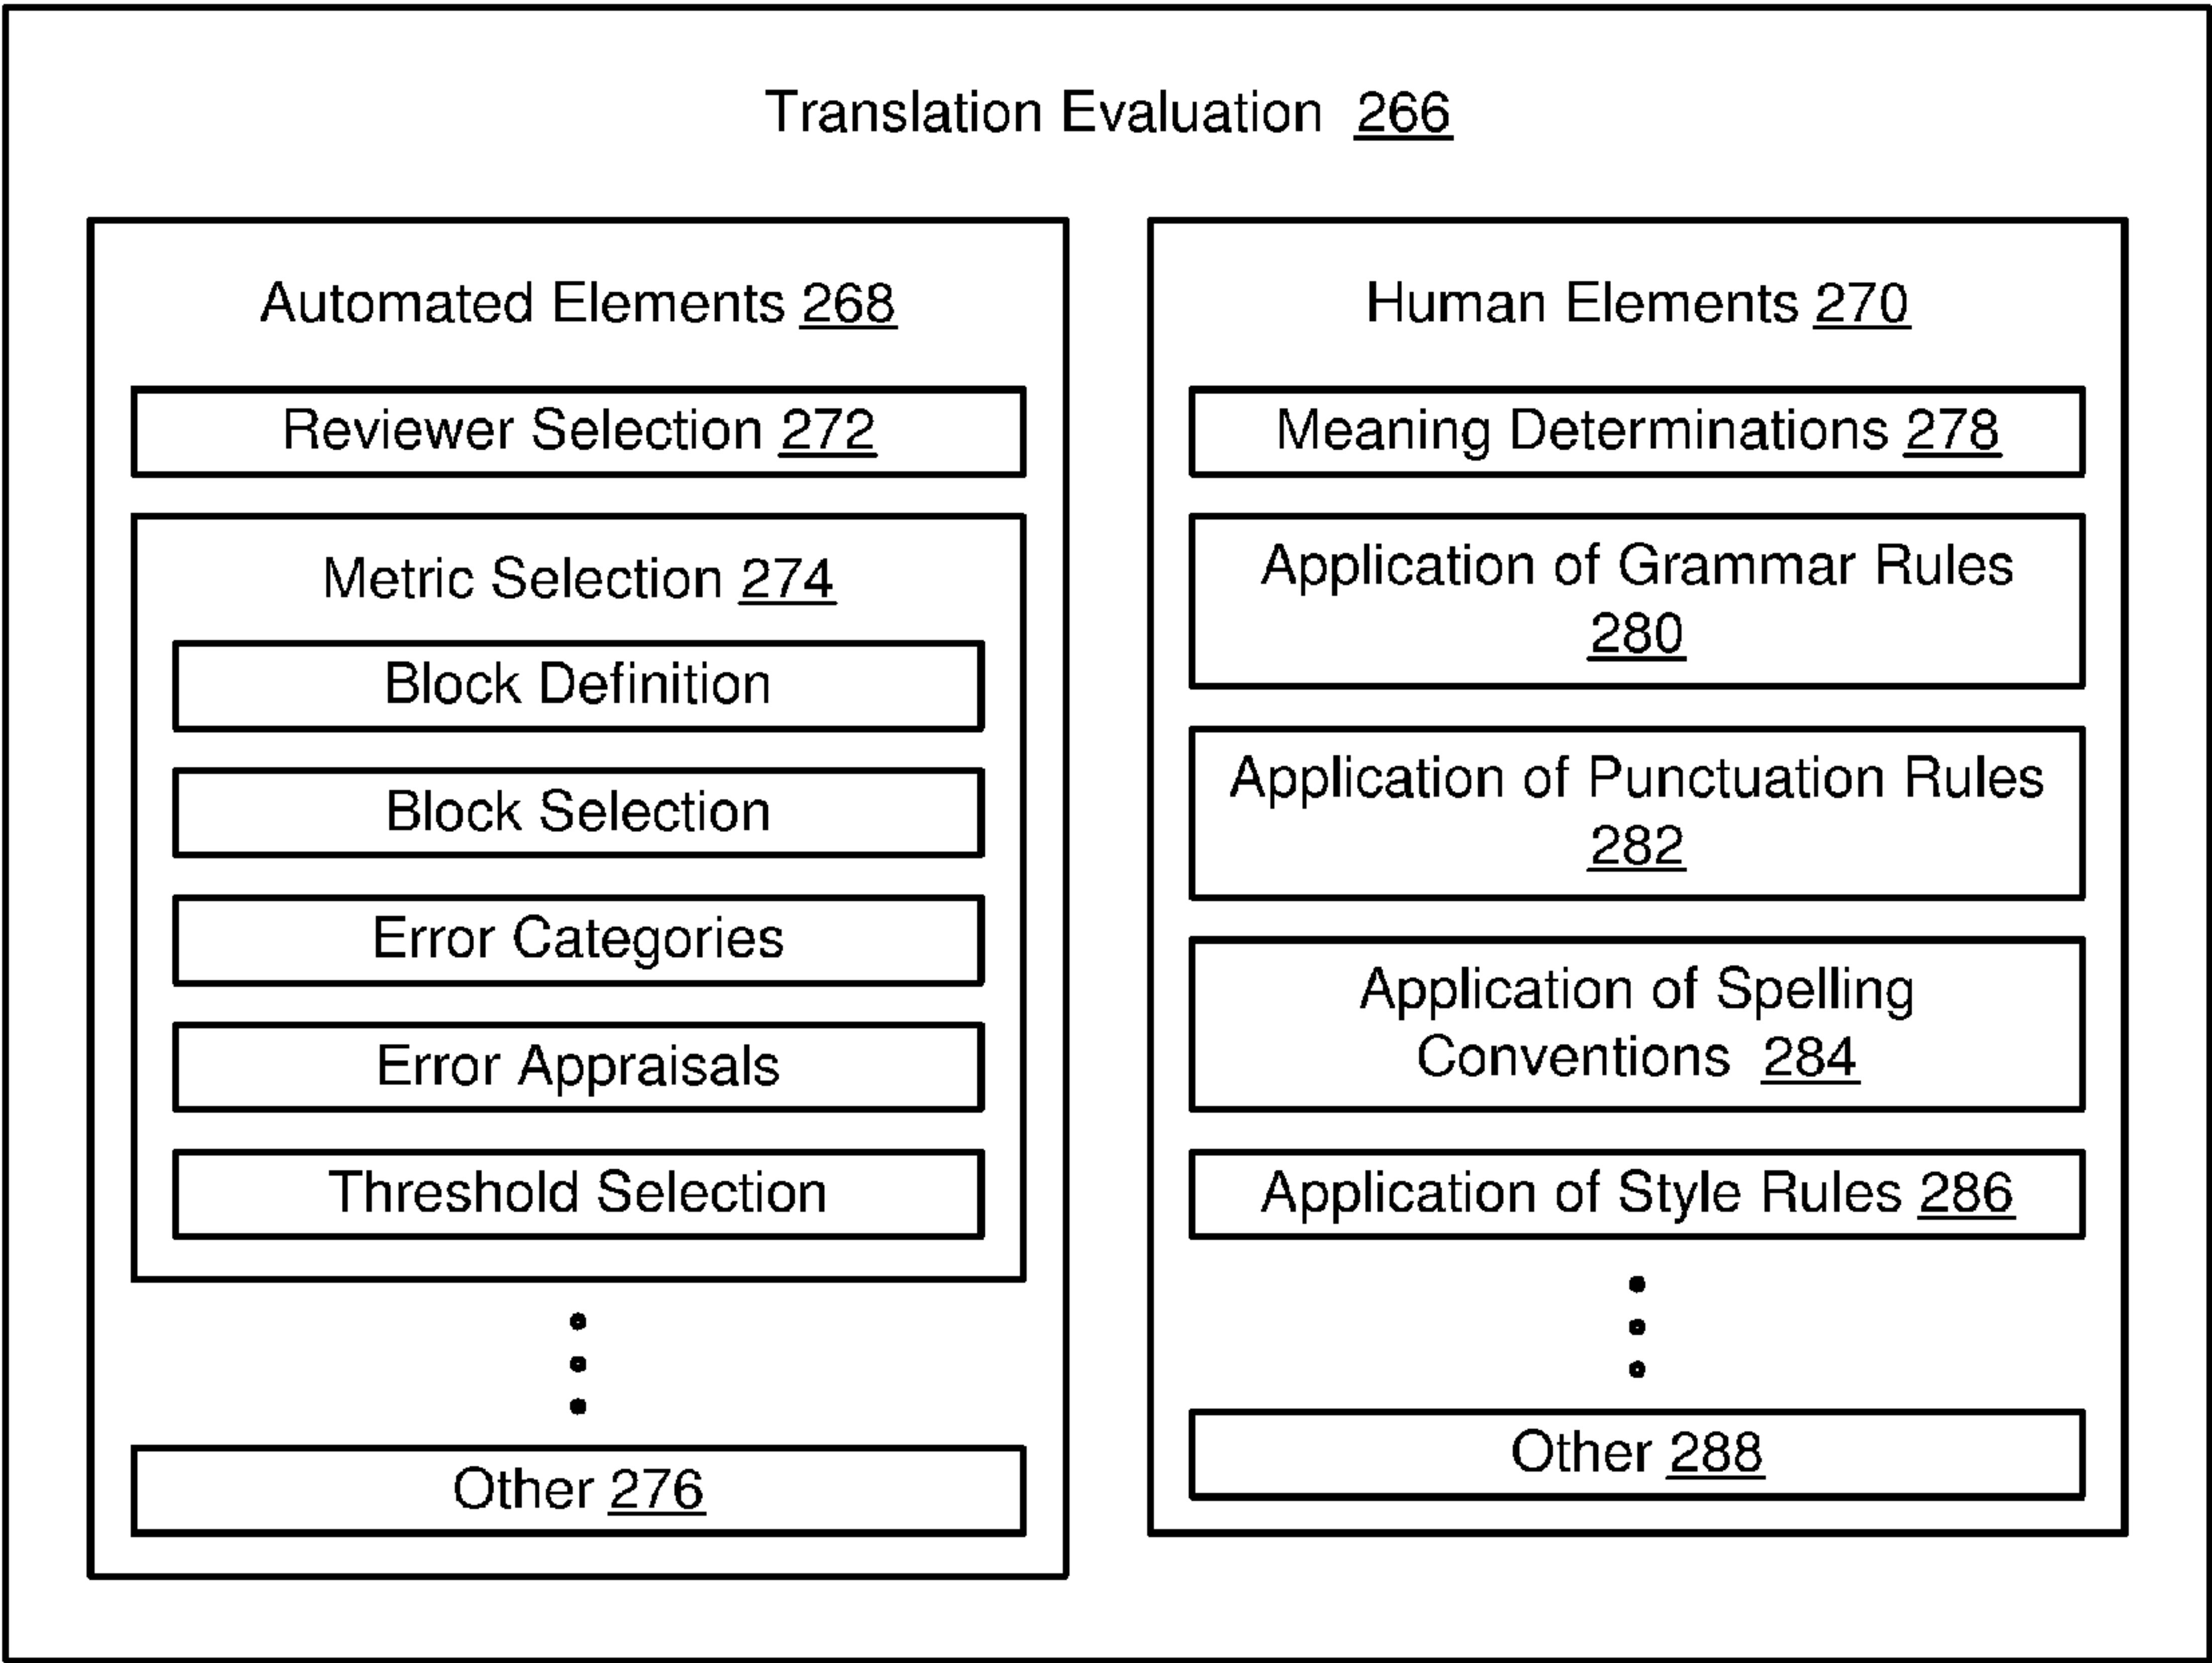 Translation Evaluation 266
Automated Elements 268
Reviewer Selection 272
Metric Selection 274
Block Definition
Block Selection
Error Categories
Error Appraisals
Threshold Selection
Other 276
Human Elements 270
Meaning Determinations 278
Application of Grammar Rules
280
Application of Punctuation Rules
282
Application of Spelling
Conventions 284
Application of Style Rules 286
Other 288